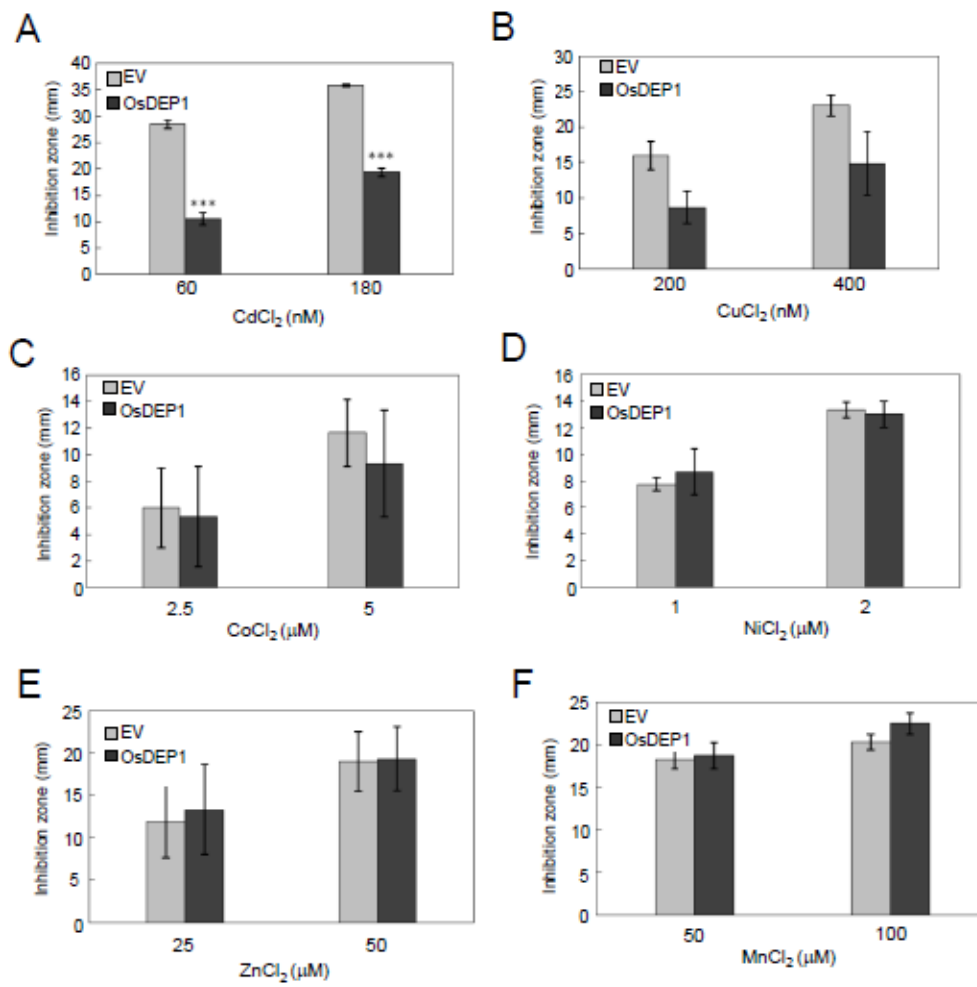 A
Inhibition zone (mm)
40
35
30
25
20
15
10
5
0
EV
OsDEP1
***
***
60
180
CdCl₂ (nM)
B
Inhibition zone (mm)
30
25
20
15
10
5
0
EV
OsDEP1
200
400
CuCl₂ (nM)
C
Inhibition zone (mm)
16
14
12
10
8
6
4
2
0
EV
OsDEP1
2.5
5
CoCl₂ (μM)
D
Inhibition zone (mm)
16
14
12
10
8
6
4
2
0
EV
OsDEP1
1
2
NiCl₂ (μM)
E
Inhibition zone (mm)
25
20
15
10
5
0
EV
OsDEP1
25
50
ZnCl₂ (μM)
F
Inhibition zone (mm)
25
20
15
10
5
0
EV
OsDEP1
50
100
MnCl₂ (μM)